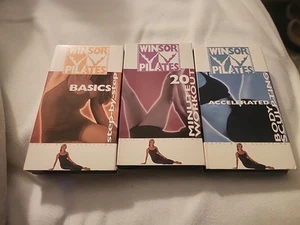 WINSOR
PILATES
BASICS
step-by-step
WINSOR
PILATES
20
MINUTE
WORKOUT
WINSOR
PILATES
ACCELERATED
BODY
SCULPTING